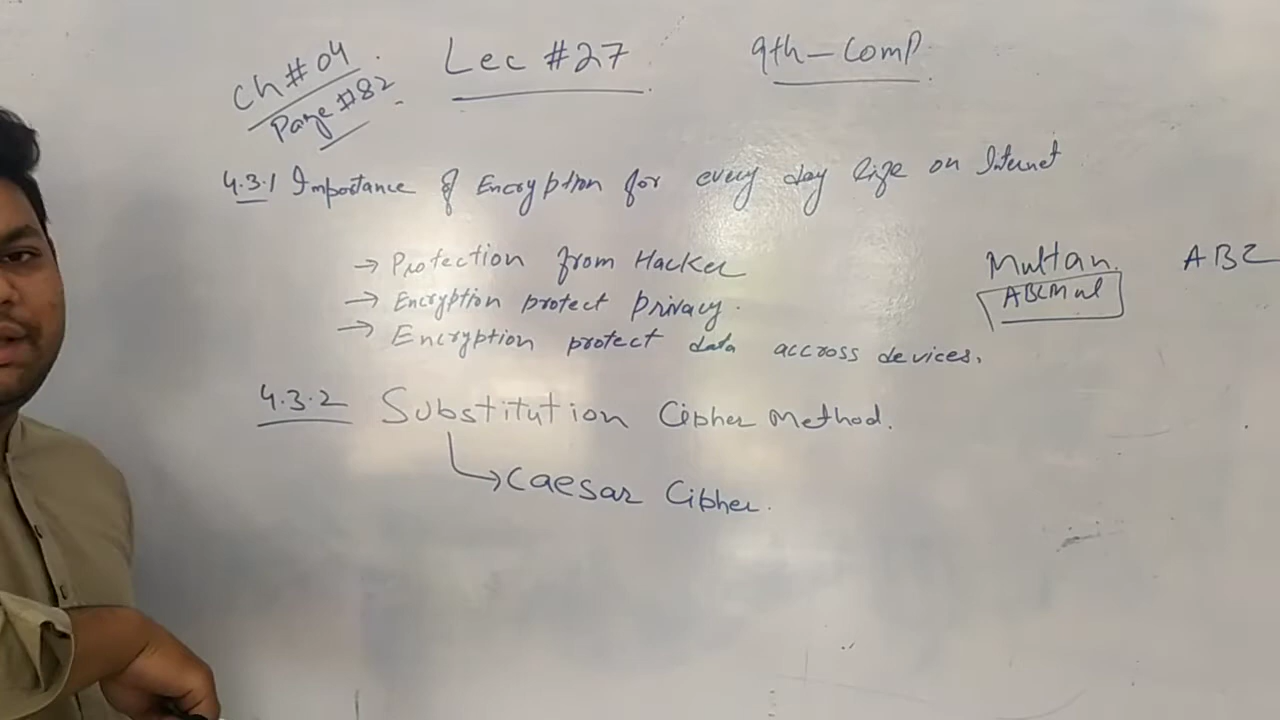 Ch#04
Page #82
Lec #27
9th-Comp.
4.3.1 Importance of Encryption for every day life on Internet
→ Protection from Hacker
→ Encryption protect privacy.
→ Encryption protect data accross devices.
Multan.
ABC
4.3.2 Substitution Cipher Method.
→ Caesar Cipher.